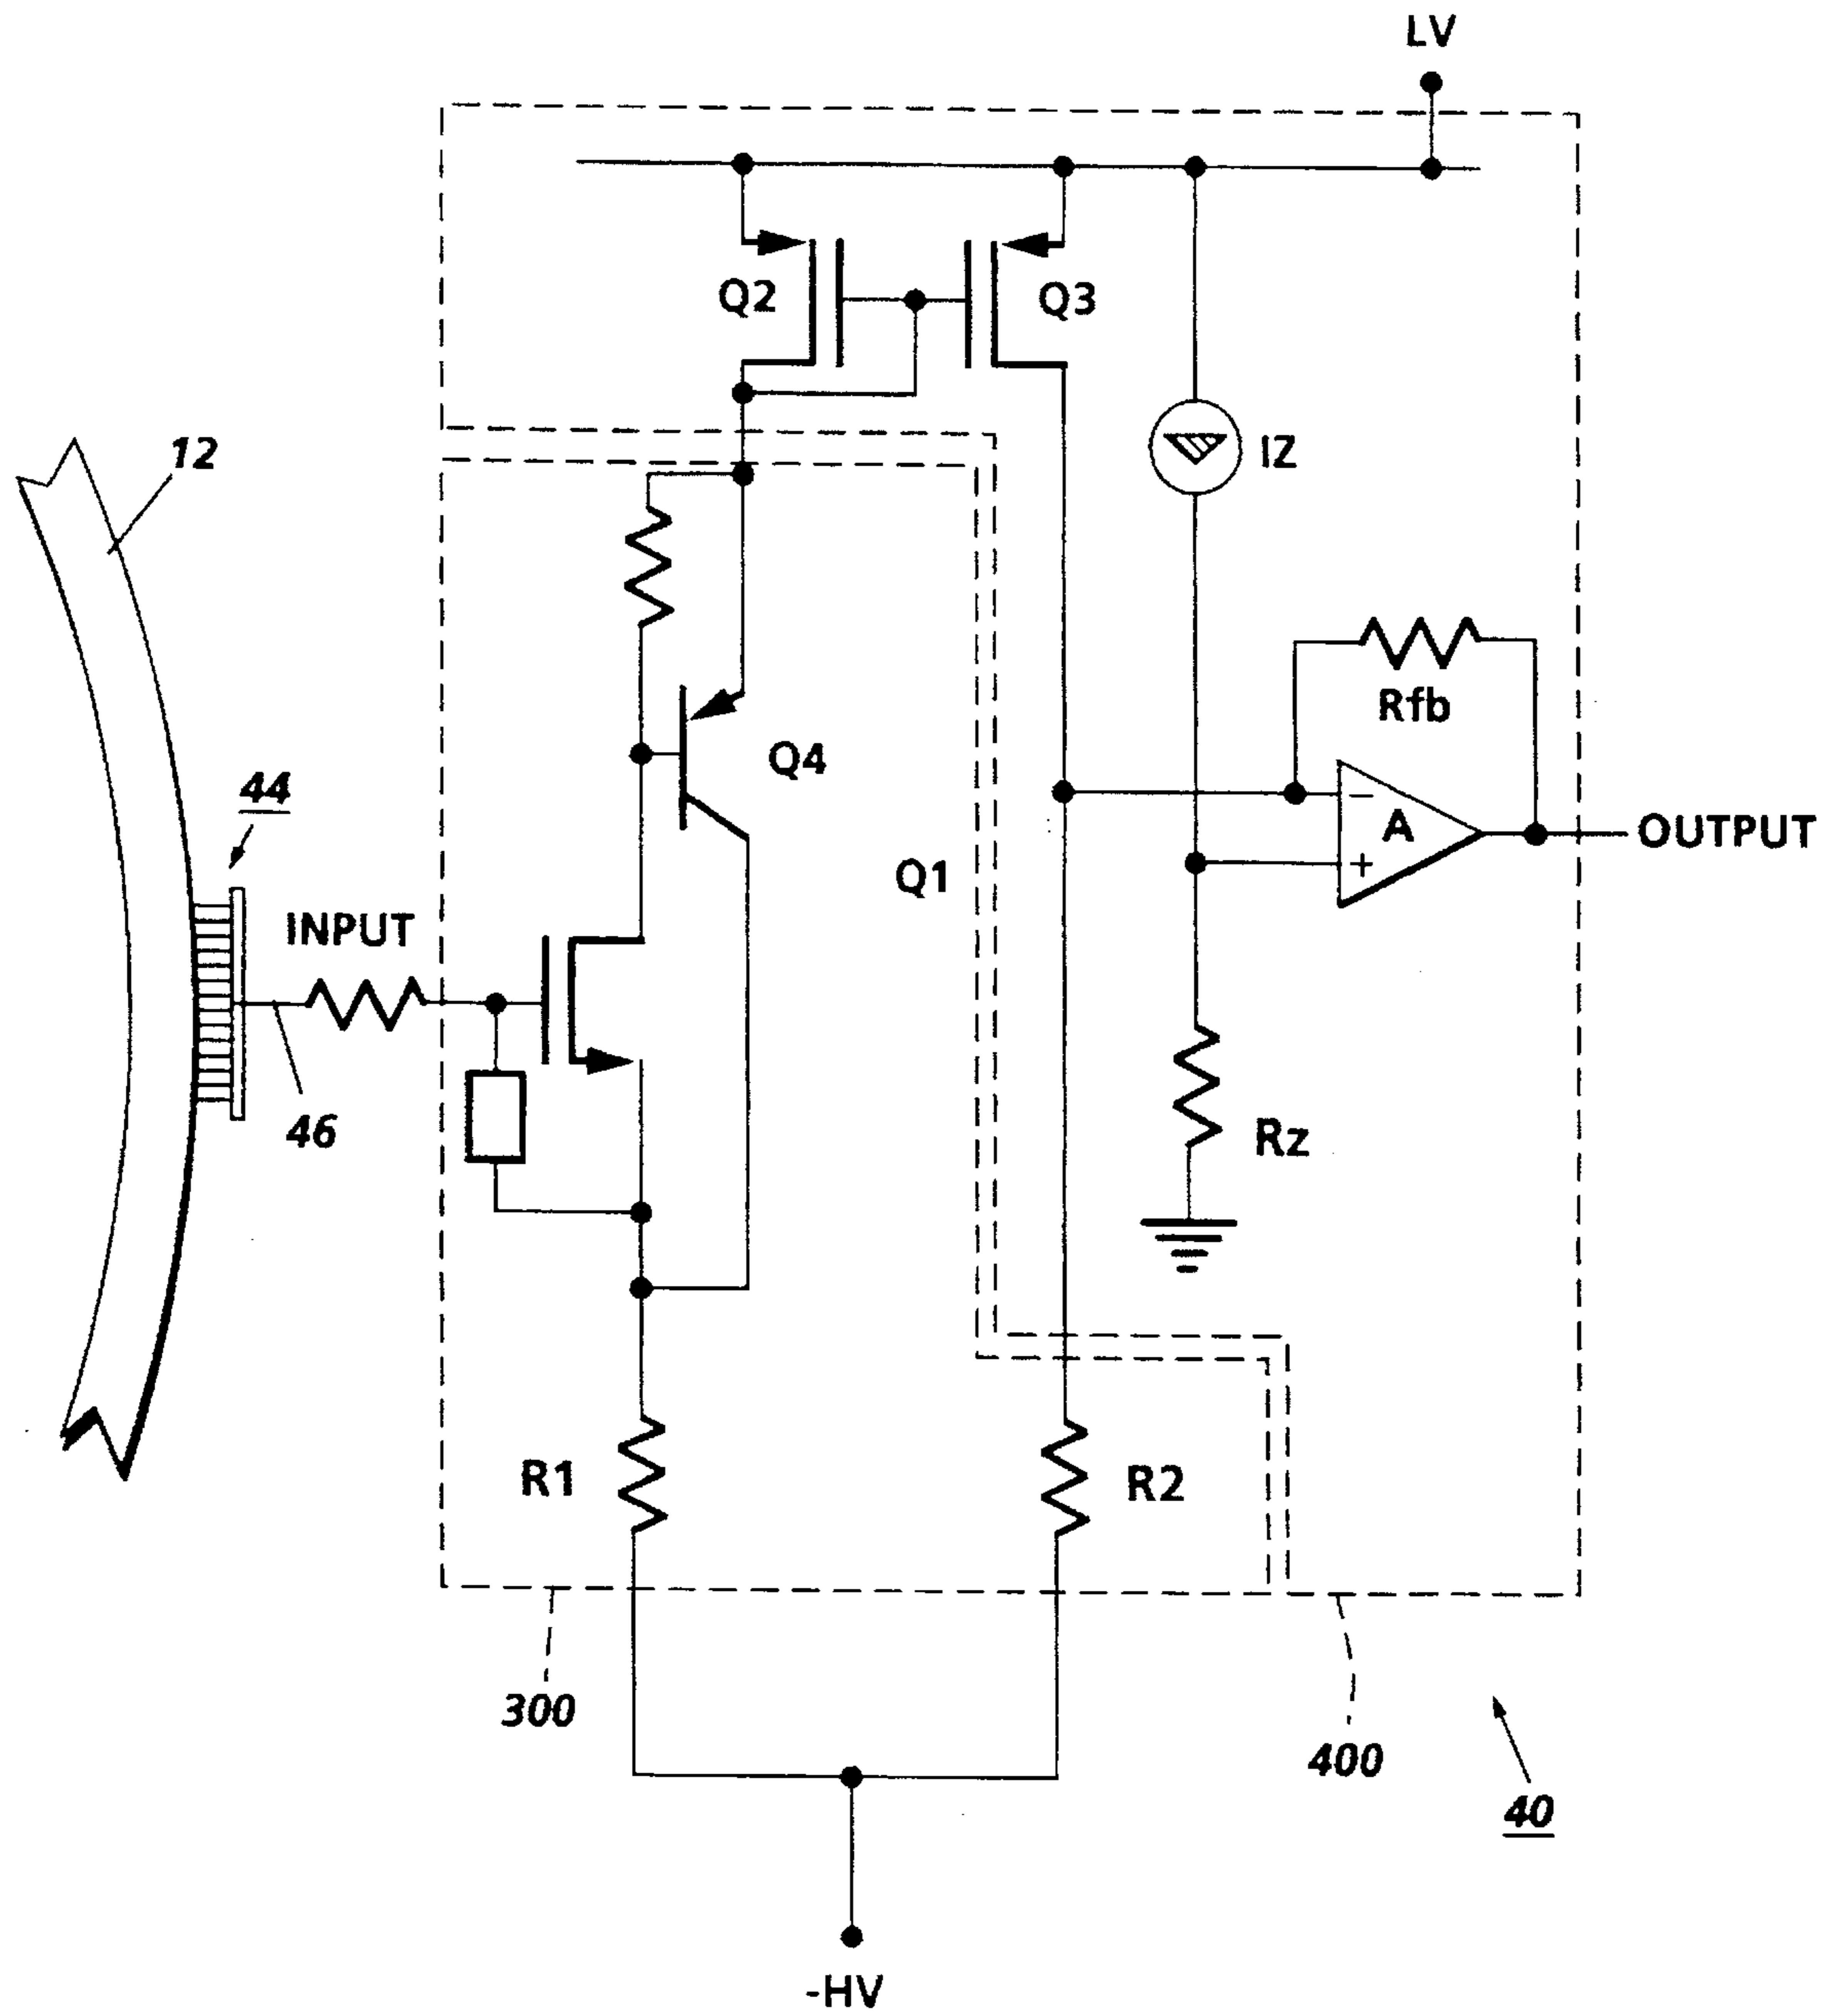 LV
Q2
Q3
12
IZ
Rfb
Q4
44
A
−
+
OUTPUT
Q1
INPUT
46
Rz
R1
R2
300
400
40
-HV